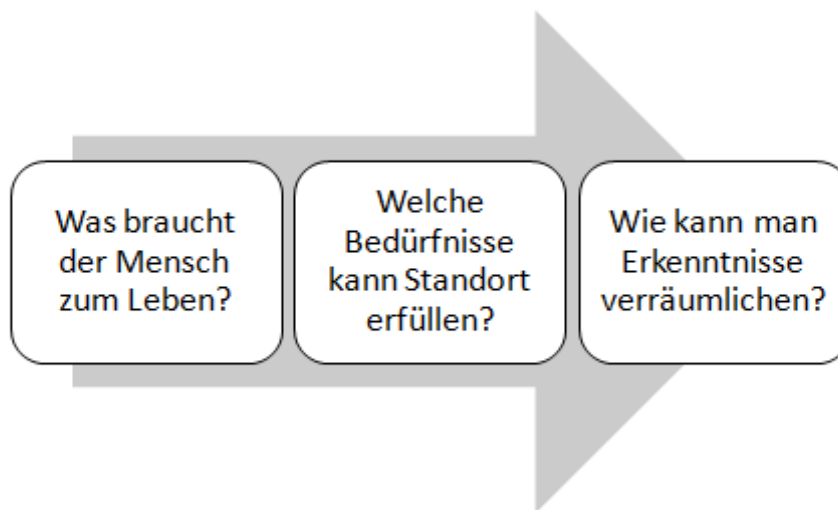 Was braucht
der Mensch
zum Leben?
Welche
Bedürfnisse
kann Standort
erfüllen?
Wie kann man
Erkenntnisse
verräumlichen?